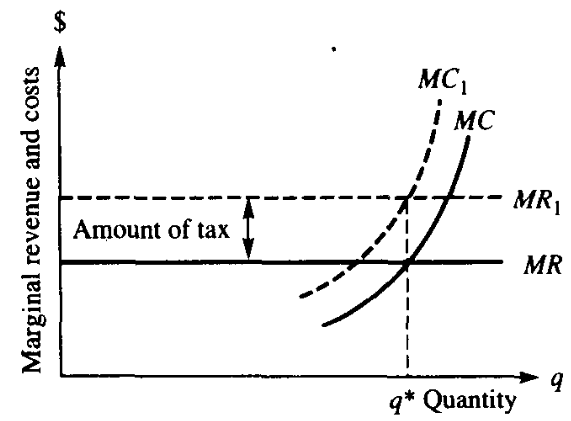 $
Marginal revenue and costs
MC₁
MC
MR₁
Amount of tax
MR
q
q* Quantity